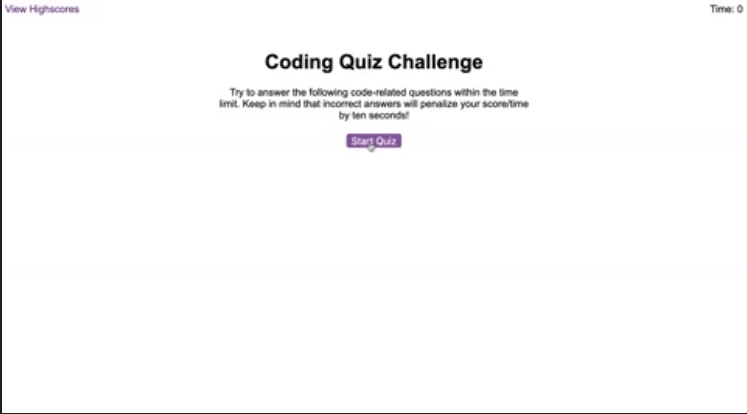 View Highscores
Time: 0
Coding Quiz Challenge
Try to answer the following code-related questions within the time
limit. Keep in mind that incorrect answers will penalize your score/time
by ten seconds!
Start Quiz